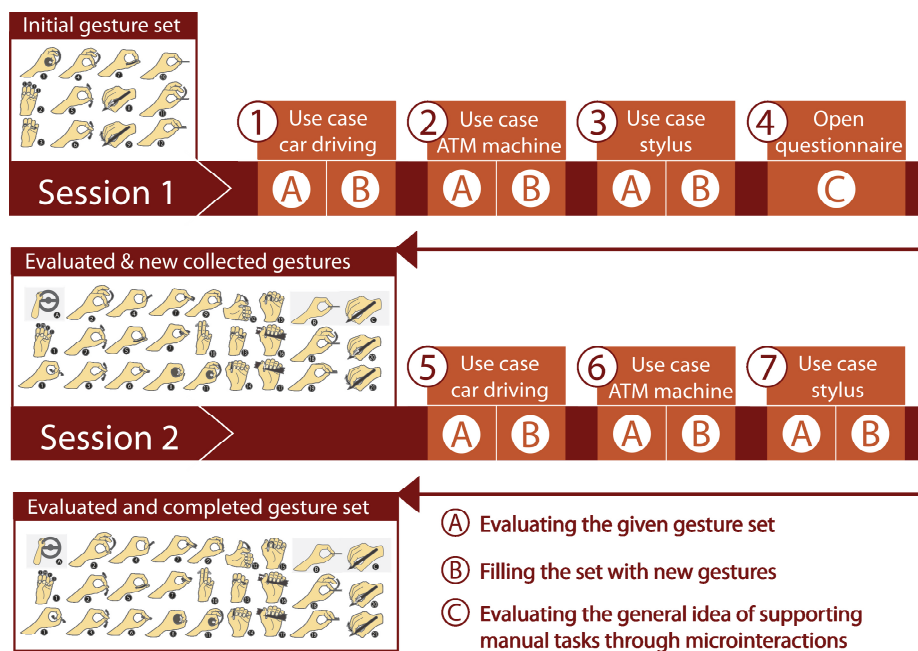 Initial gesture set
1 Use case
car driving
2 Use case
ATM machine
3 Use case
stylus
4 Open
questionnaire
Session 1
A B A B A B C
Evaluated & new collected gestures
5 Use case
car driving
6 Use case
ATM machine
7 Use case
stylus
Session 2
A B A B A B
Evaluated and completed gesture set
A Evaluating the given gesture set
B Filling the set with new gestures
C Evaluating the general idea of supporting
manual tasks through microinteractions